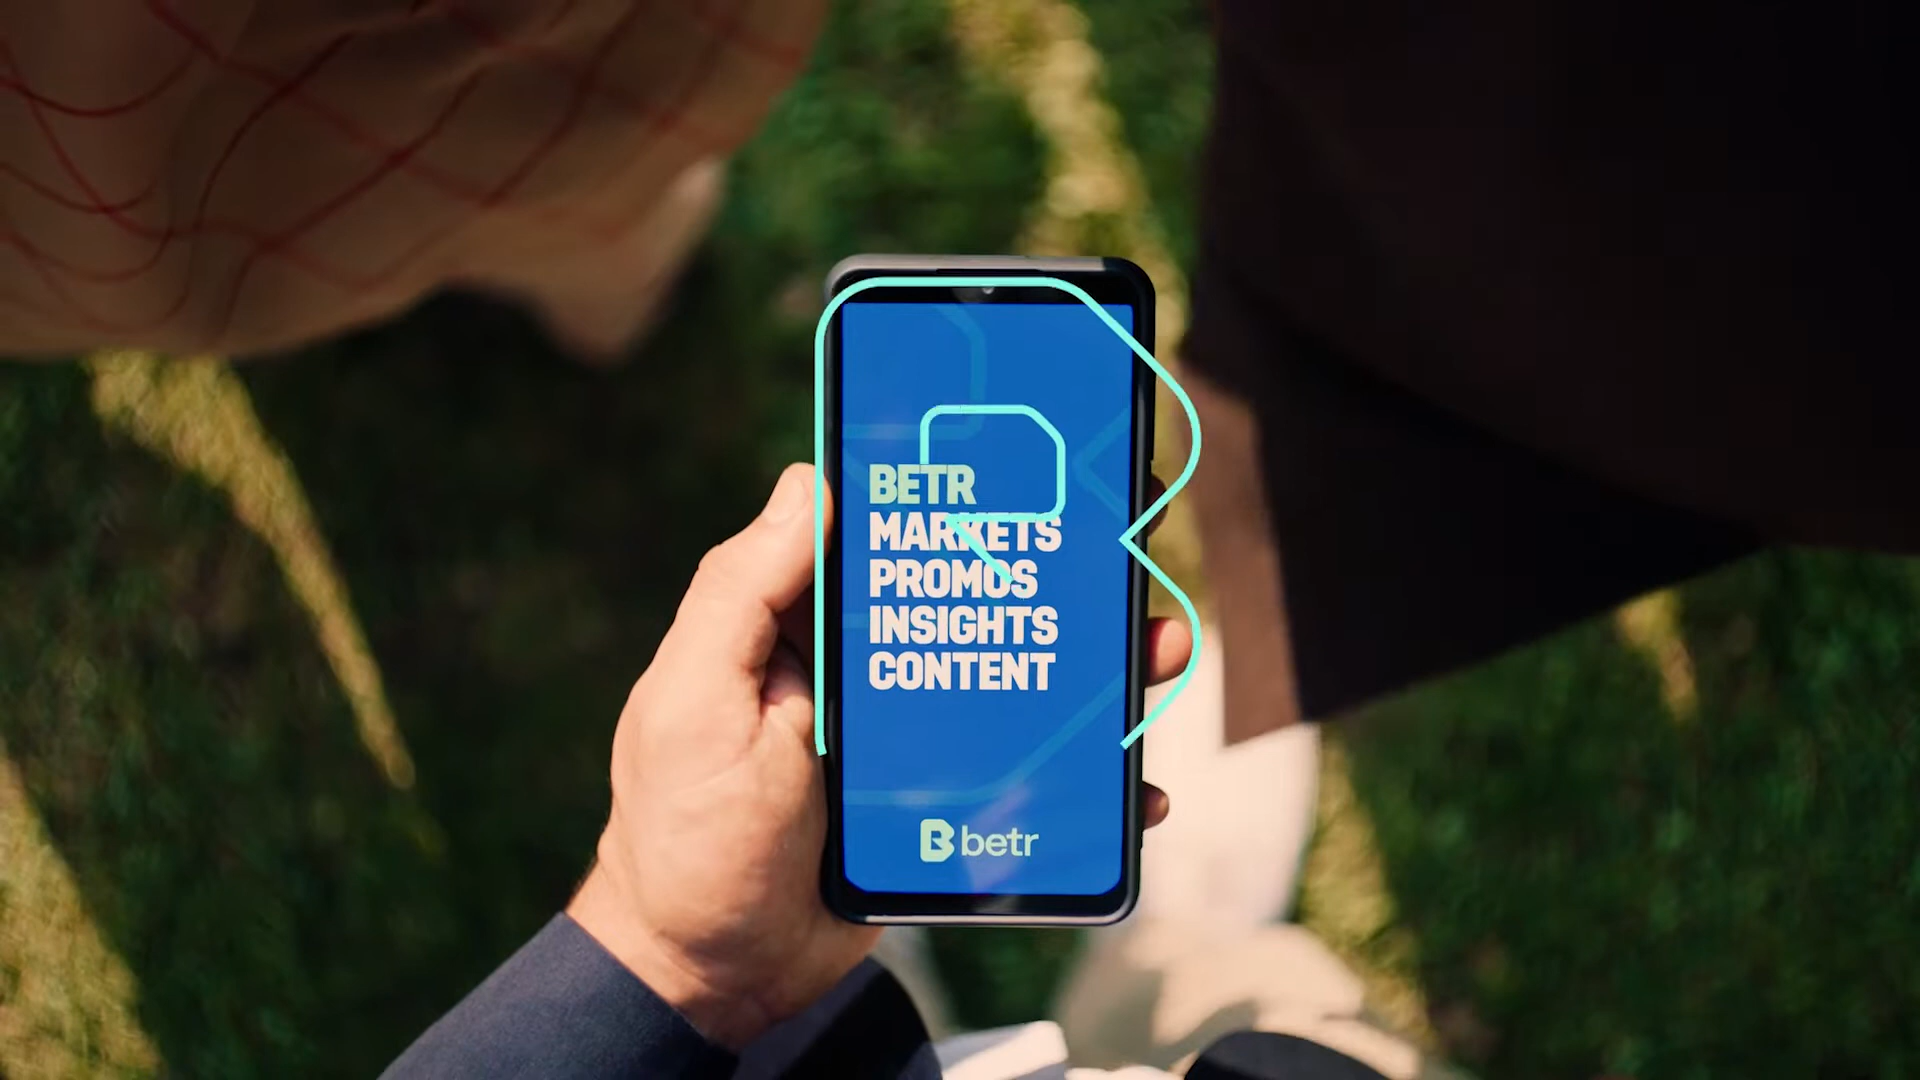 BETR
MARKETS
PROMOS
INSIGHTS
CONTENT
betr